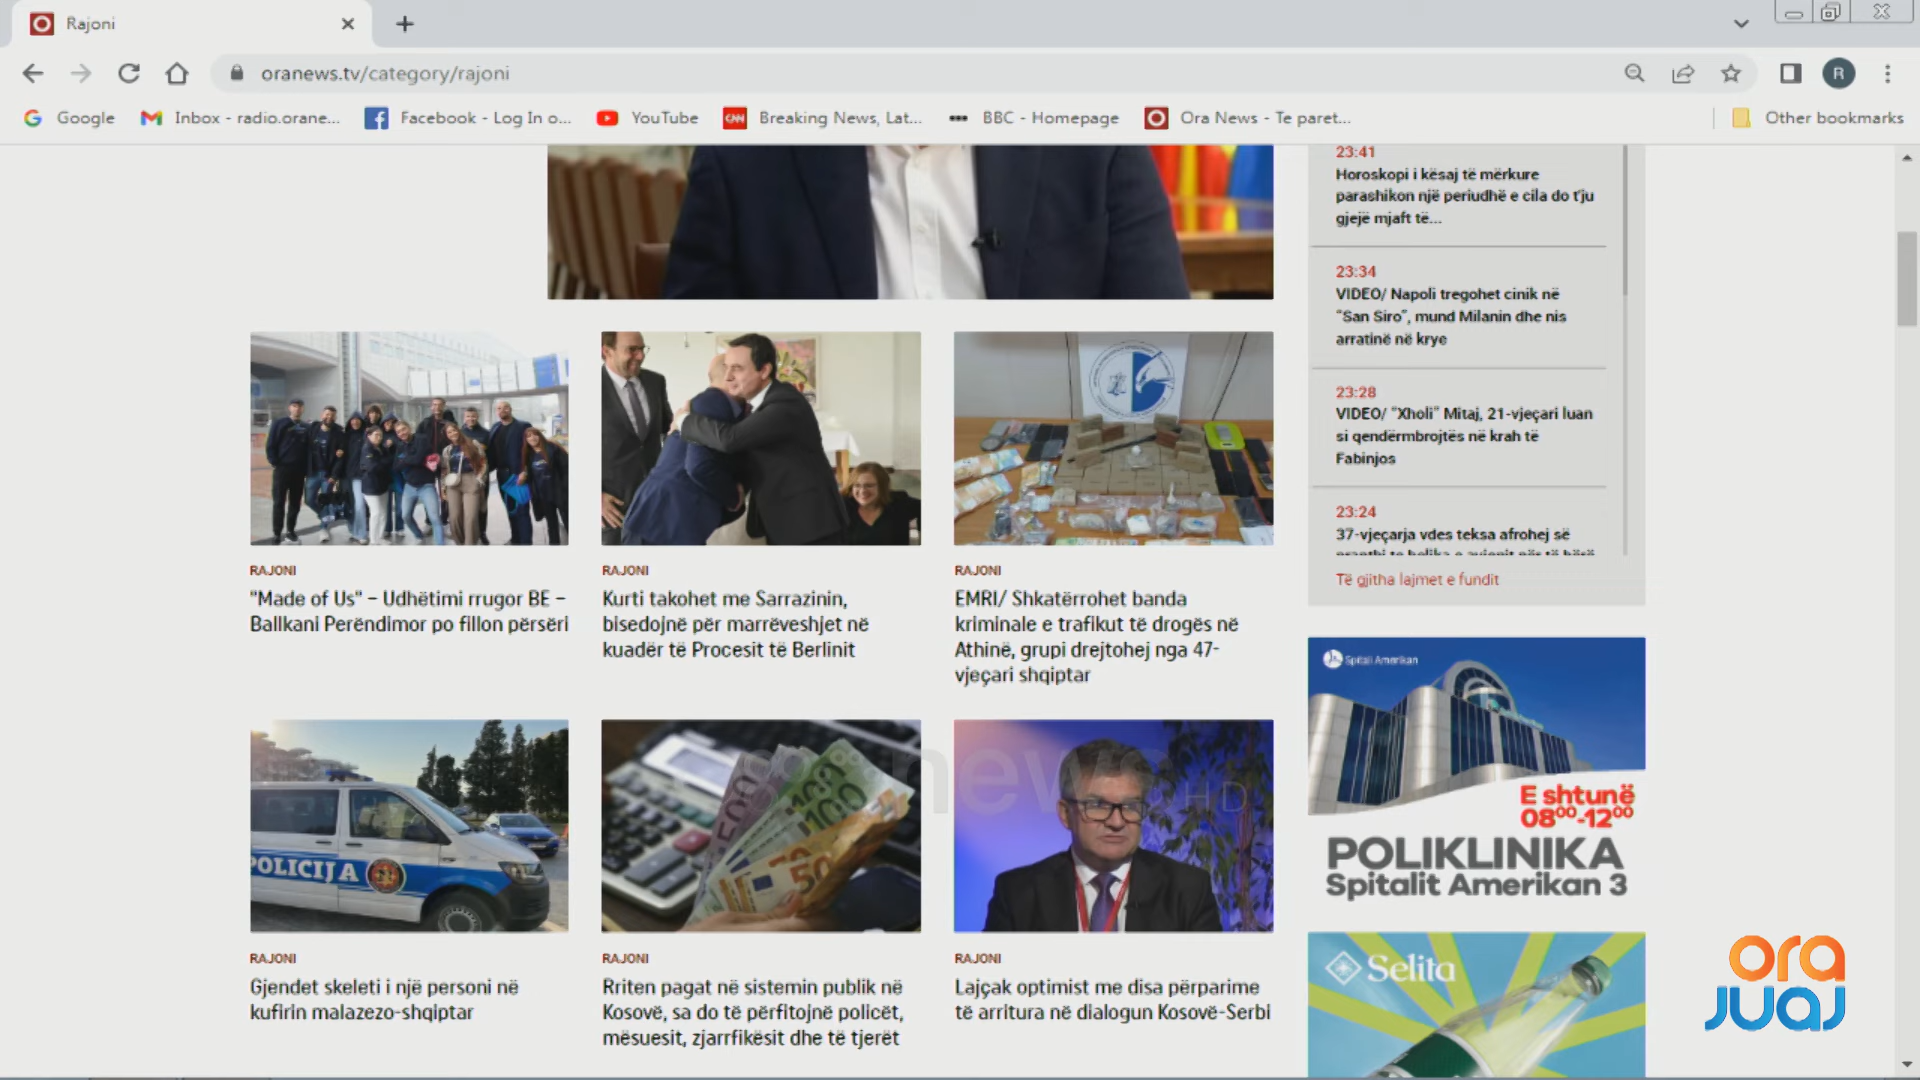 Rajoni
oranews.tv/category/rajoni
R
Google
Inbox - radio.orane...
Facebook - Log In o...
YouTube
CNN
Breaking News, Lat...
BBC - Homepage
Ora News - Te paret...
Other bookmarks
23:41
Horoskopi i kësaj të mërkure
parashikon një periudhë e cila do t'ju
gjejë mjaft të...
23:34
VIDEO/ Napoli tregohet cinik në
"San Siro", mund Milanin dhe nis
arratinë në krye
23:28
VIDEO/ "Xholi" Mitaj, 21-vjeçari luan
si qendërmbrojtës në krah të
Fabinjos
23:24
37-vjeçarja vdes teksa afrohej së
Të gjitha lajmet e fundit
RAJONI
"Made of Us" – Udhëtimi rrugor BE –
Ballkani Perëndimor po fillon përsëri
RAJONI
Kurti takohet me Sarrazinin,
bisedojnë për marrëveshjet në
kuadër të Procesit të Berlinit
RAJONI
EMRI/ Shkatërrohet banda
kriminale e trafikut të drogës në
Athinë, grupi drejtohej nga 47-
vjeçari shqiptar
Spitali Amerikan
E shtunë
08⁰⁰-12⁰⁰
POLIKLINIKA
Spitalit Amerikan 3
POLICIJA
500
100
100
50
news HD
RAJONI
Gjendet skeleti i një personi në
kufirin malazezo-shqiptar
RAJONI
Rriten pagat në sistemin publik në
Kosovë, sa do të përfitojnë policët,
mësuesit, zjarrfikësit dhe të tjerët
RAJONI
Lajçak optimist me disa përparime
të arritura në dialogun Kosovë-Serbi
Selita
ora
juaj